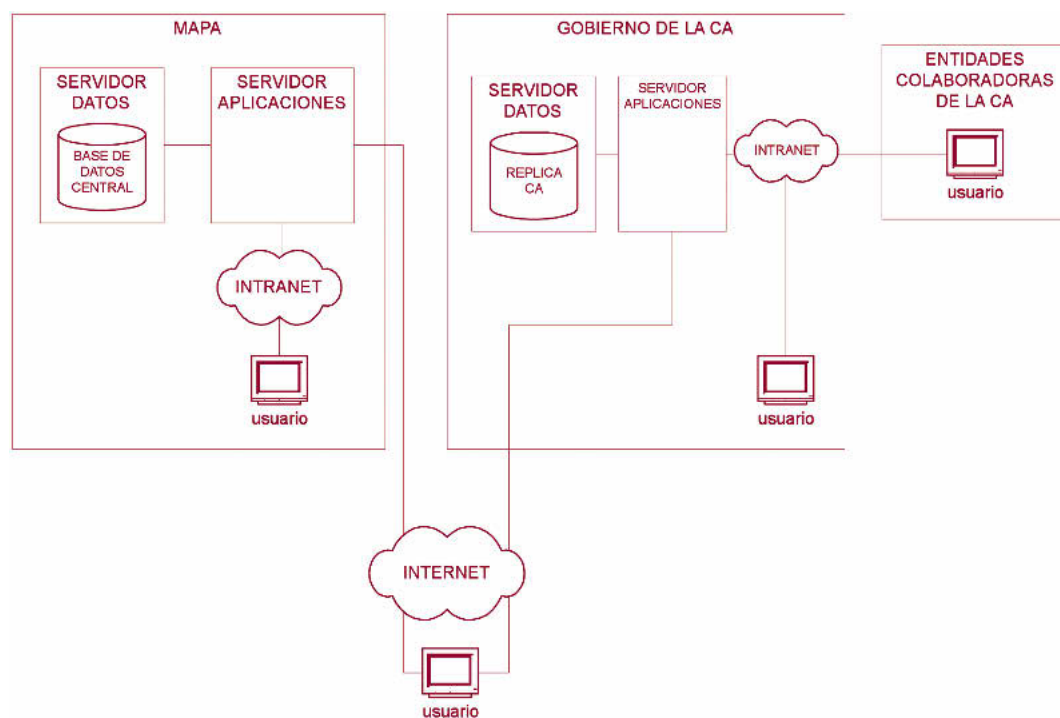 MAPA
SERVIDOR
DATOS
BASE DE
DATOS
CENTRAL
SERVIDOR
APLICACIONES
INTRANET
usuario
GOBIERNO DE LA CA
SERVIDOR
DATOS
REPLICA
CA
SERVIDOR
APLICACIONES
INTRANET
usuario
ENTIDADES
COLABORADORAS
DE LA CA
usuario
INTERNET
usuario